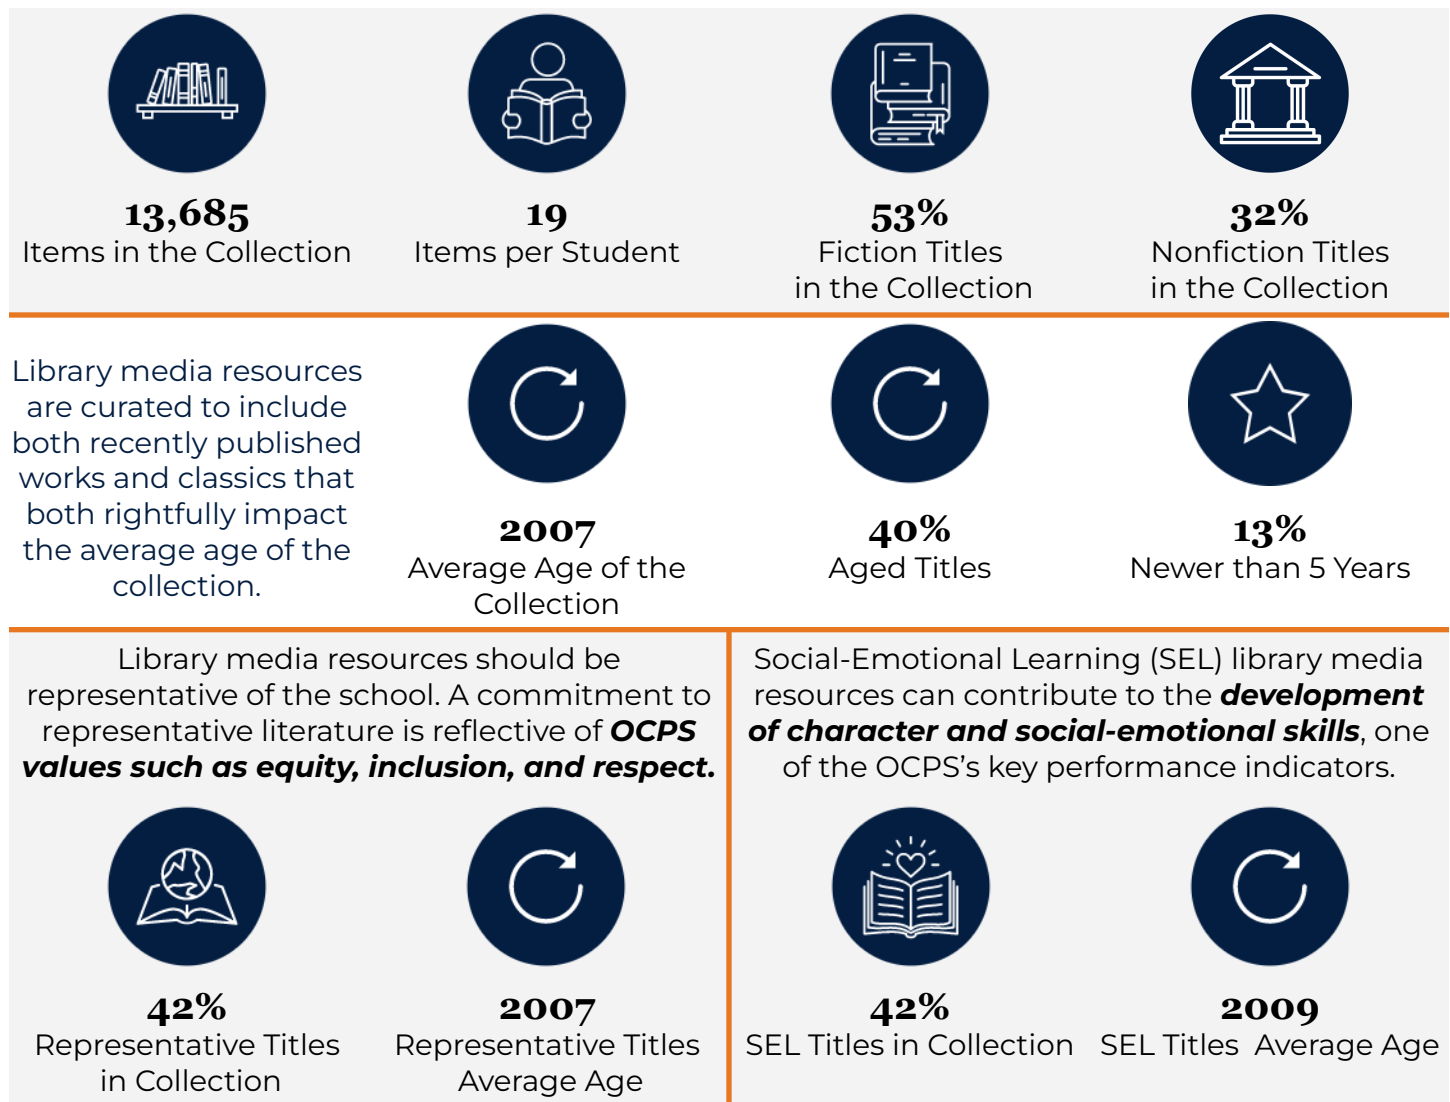 13,685
Items in the Collection
19
Items per Student
53%
Fiction Titles
in the Collection
32%
Nonfiction Titles
in the Collection
Library media resources
are curated to include
both recently published
works and classics that
both rightfully impact
the average age of the
collection.
2007
Average Age of the
Collection
40%
Aged Titles
13%
Newer than 5 Years
Library media resources should be
representative of the school. A commitment to
representative literature is reflective of OCPS
values such as equity, inclusion, and respect.
42%
Representative Titles
in Collection
2007
Representative Titles
Average Age
Social-Emotional Learning (SEL) library media
resources can contribute to the development
of character and social-emotional skills, one
of the OCPS's key performance indicators.
42%
SEL Titles in Collection
2009
SEL Titles  Average Age